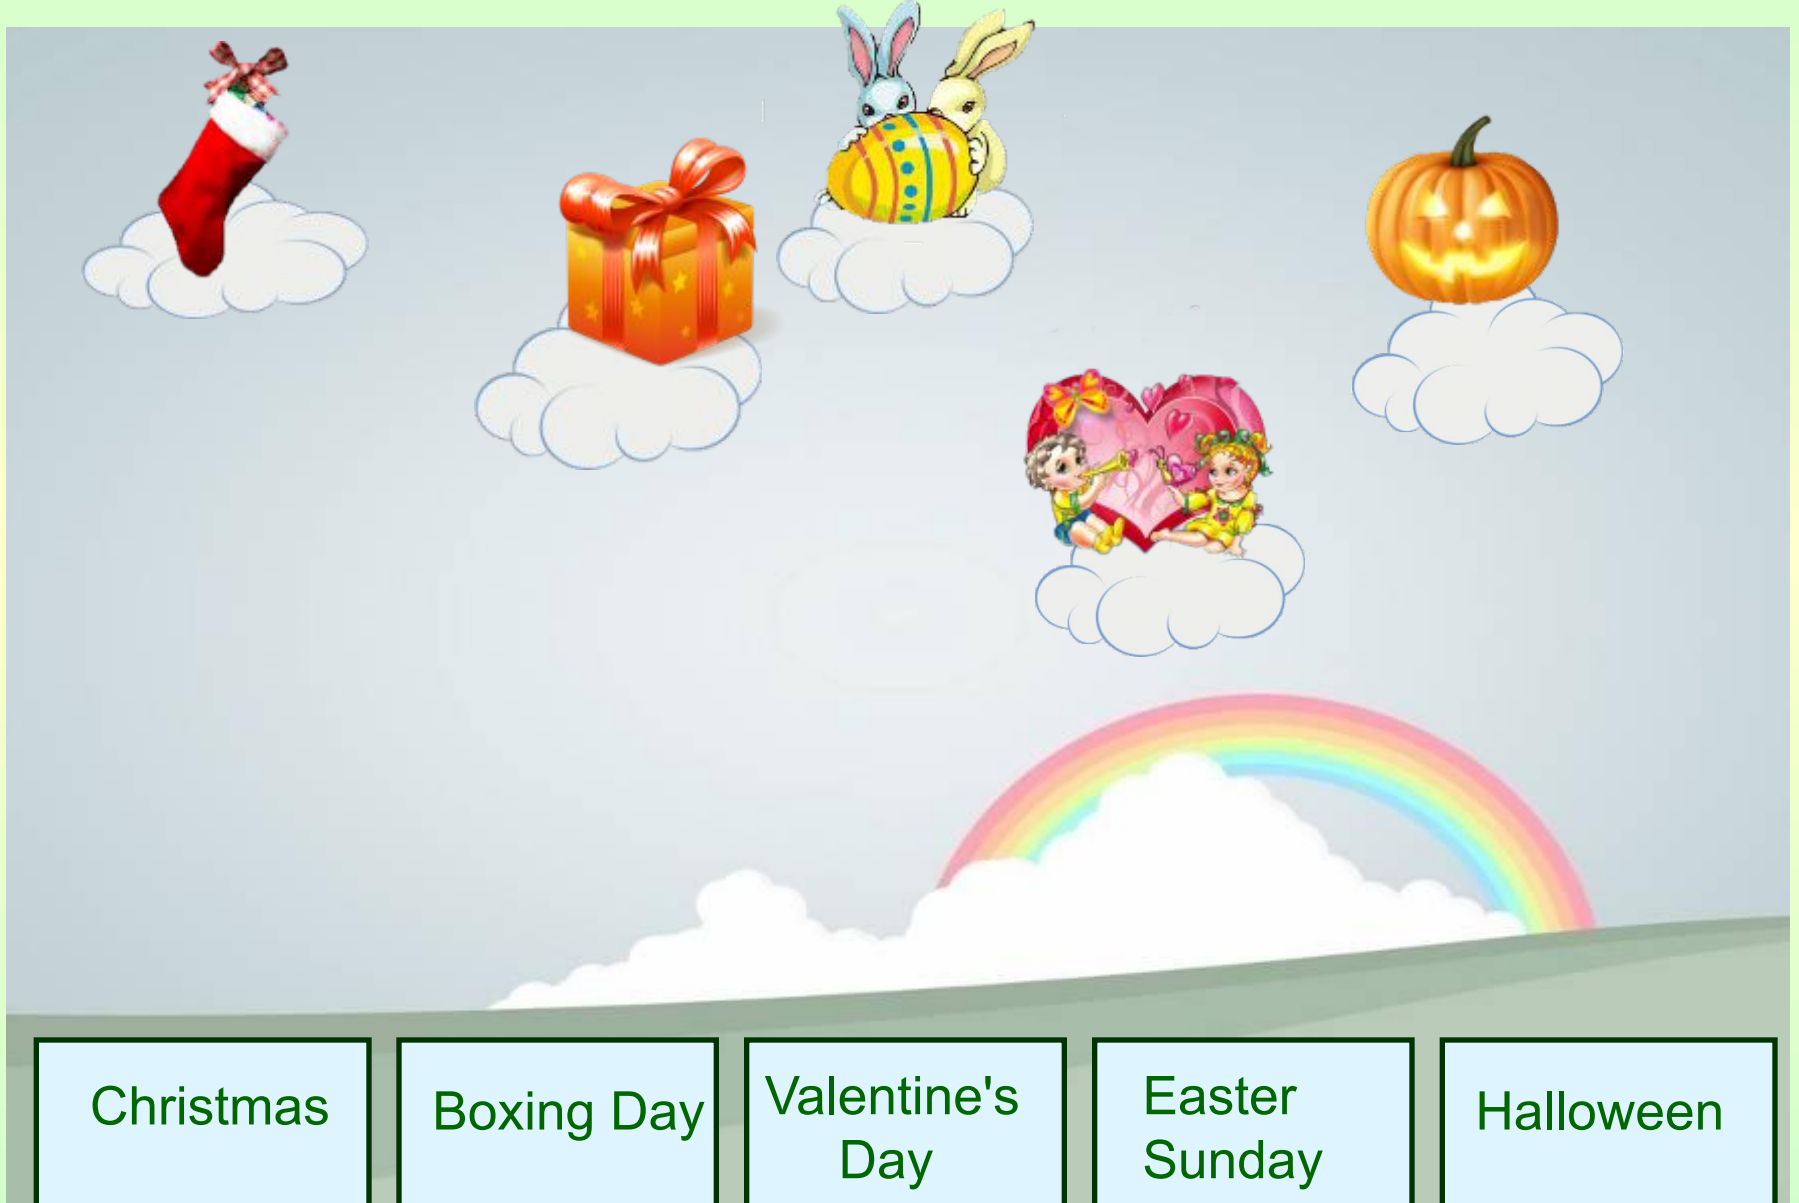 Christmas
Boxing Day
Valentine's
Day
Easter
Sunday
Halloween